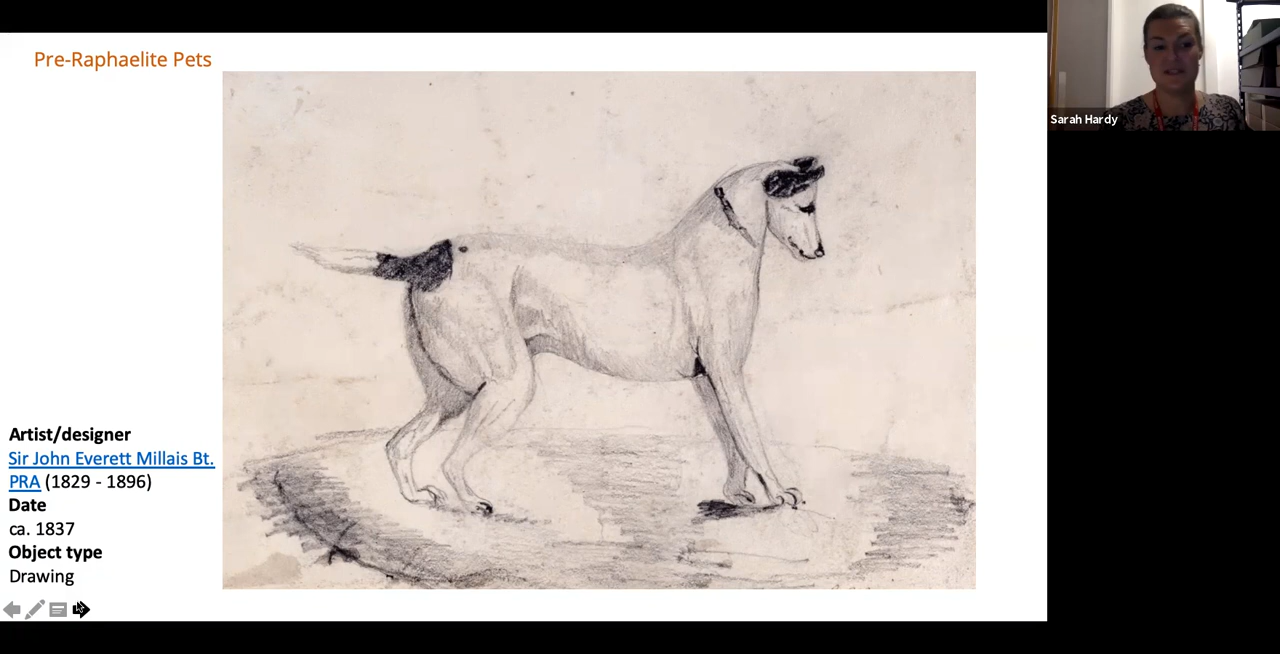 Pre-Raphaelite Pets
Sarah Hardy
Artist/designer
Sir John Everett Millais Bt.
PRA (1829 - 1896)
Date
ca. 1837
Object type
Drawing